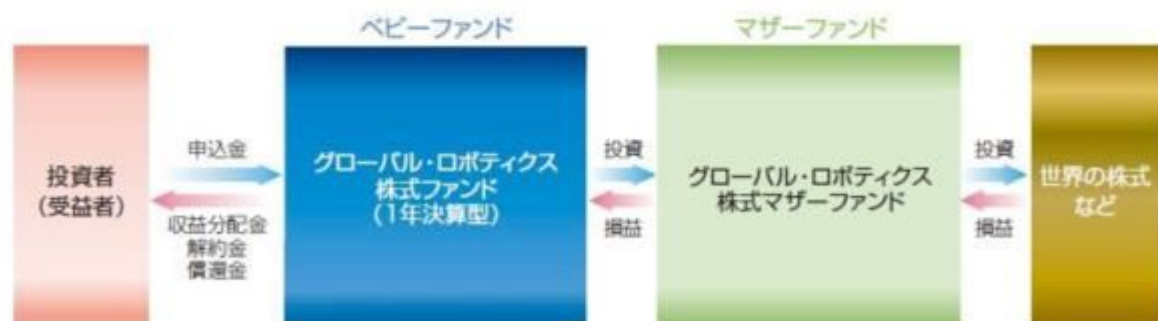 ベビーファンド
マザーファンド
投資者
（受益者）
申込金
収益分配金
解約金
償還金
グローバル・ロボティクス
株式ファンド
（1年決算型）
投資
損益
グローバル・ロボティクス
株式マザーファンド
投資
損益
世界の株式
など